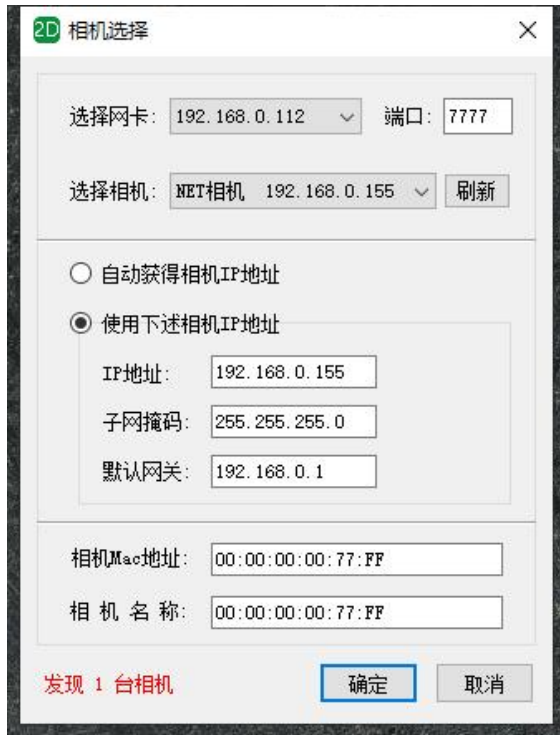 2D 相机选择
选择网卡: 192.168.0.112 端口: 7777
选择相机: NET相机 192.168.0.155 刷新
自动获得相机IP地址
使用下述相机IP地址
IP地址: 192.168.0.155
子网掩码: 255.255.255.0
默认网关: 192.168.0.1
相机Mac地址: 00:00:00:00:77:FF
相 机 名 称: 00:00:00:00:77:FF
发现 1 台相机 确定 取消